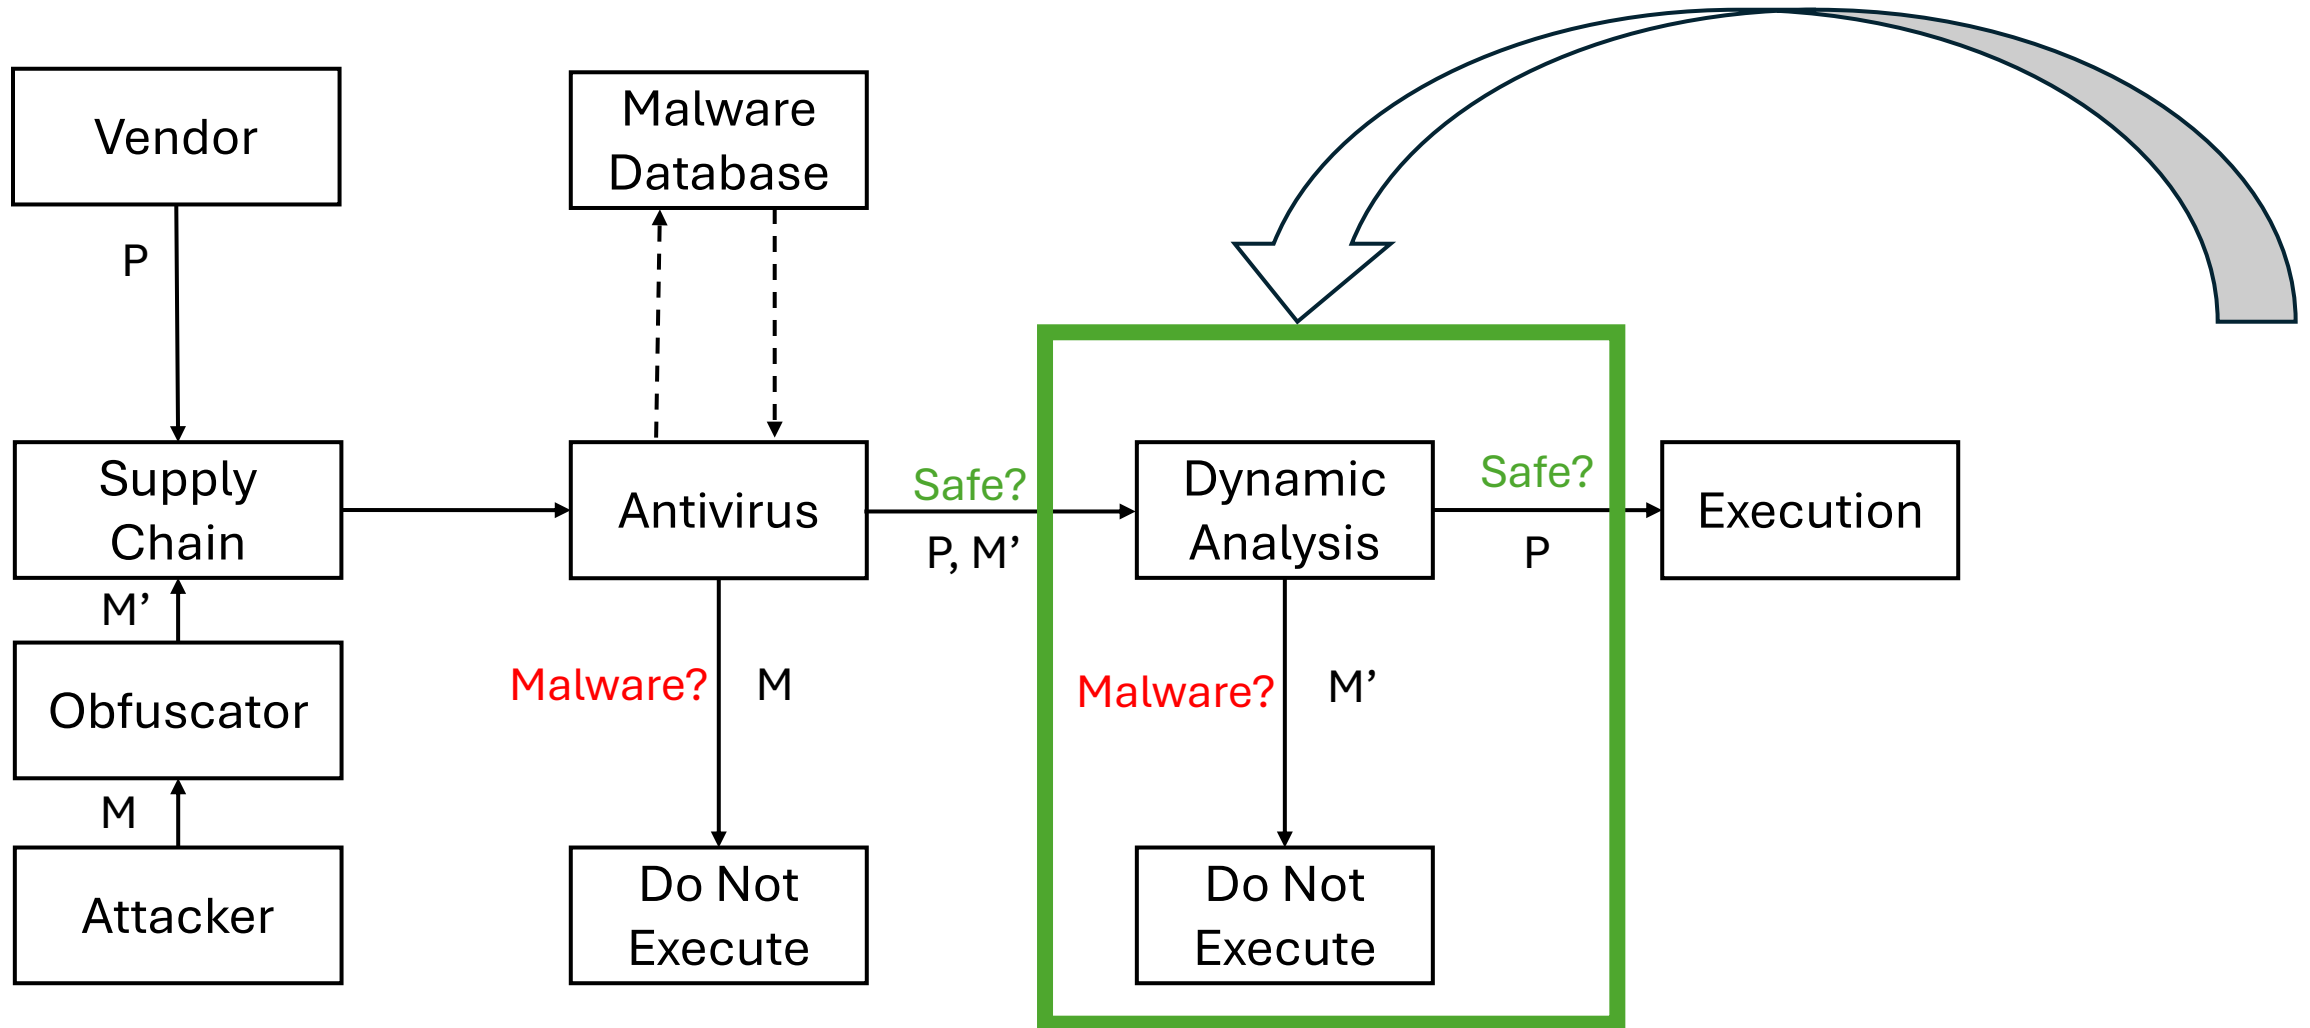 Vendor
P
Supply
Chain
M’
Obfuscator
M
Attacker
Malware
Database
Antivirus
Malware?
M
Do Not
Execute
Safe?
P, M’
Dynamic
Analysis
Malware?
M’
Do Not
Execute
Safe?
P
Execution